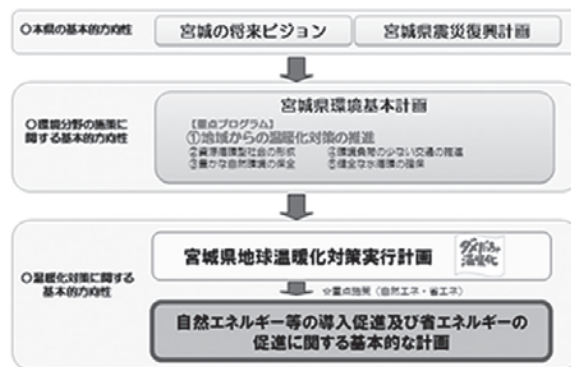 〇本県の基本的方向性
宮城の将来ビジョン
宮城県震災復興計画
〇環境分野の施策に
関する基本的方向性
宮城県環境基本計画
【重点プログラム】
①地域からの温暖化対策の推進
②資源循環型社会の形成 ④環境負荷の少ない交通の推進
③豊かな自然環境の保全 ⑤健全な水循環の確保
〇温暖化対策に関する
基本的方向性
宮城県地球温暖化対策実行計画
ダメだっちゃ
温暖化
☆重点施策（自然エネ・省エネ）
自然エネルギー等の導入促進及び省エネルギーの
促進に関する基本的な計画